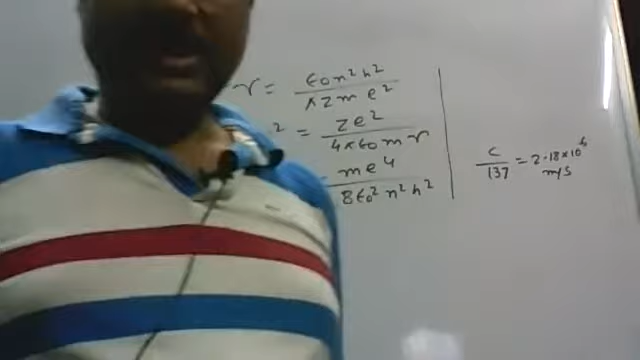 r = ε0n²h² / πZme²
² = Ze² / 4πε0mr
me⁴ / 8ε0²n²h²
c / 137 = 2.18×10⁶ m/s